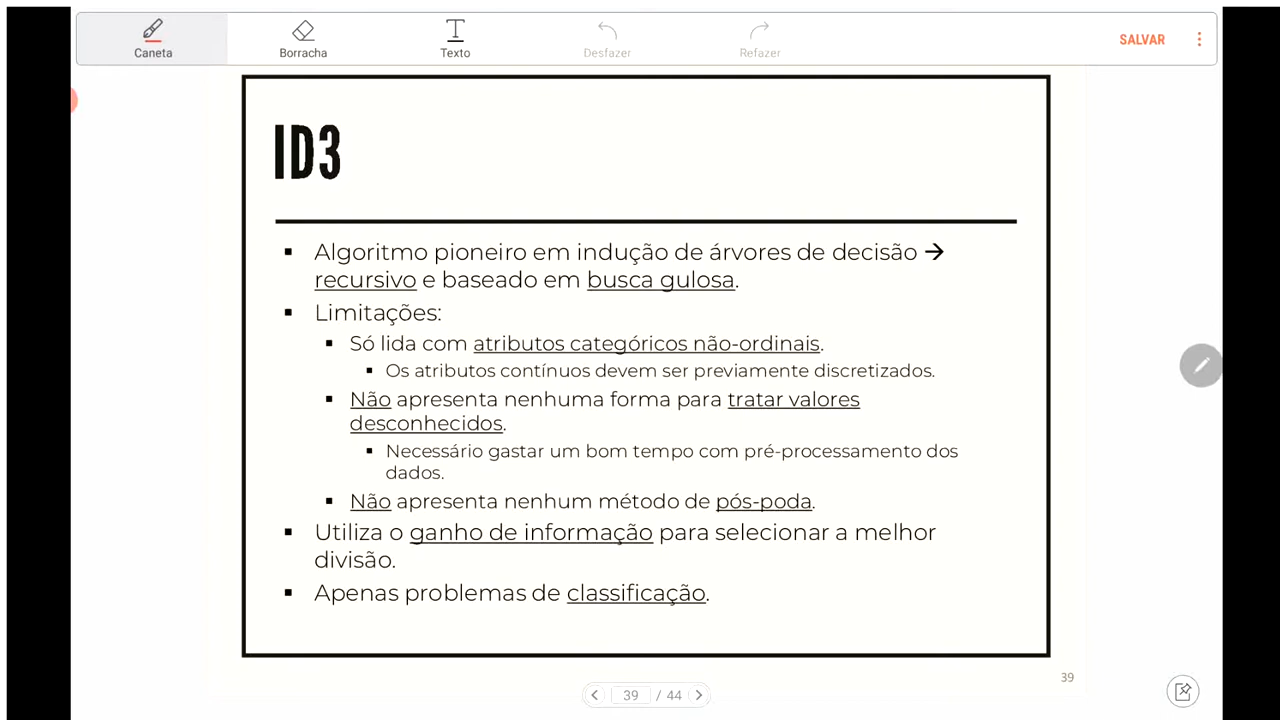 Caneta
Borracha
Texto
Desfazer
Refazer
SALVAR
ID3
▪ Algoritmo pioneiro em indução de árvores de decisão →
recursivo e baseado em busca gulosa.
▪ Limitações:
▪ Só lida com atributos categóricos não-ordinais.
▪ Os atributos contínuos devem ser previamente discretizados.
▪ Não apresenta nenhuma forma para tratar valores
desconhecidos.
▪ Necessário gastar um bom tempo com pré-processamento dos
dados.
▪ Não apresenta nenhum método de pós-poda.
▪ Utiliza o ganho de informação para selecionar a melhor
divisão.
▪ Apenas problemas de classificação.
39
39 / 44